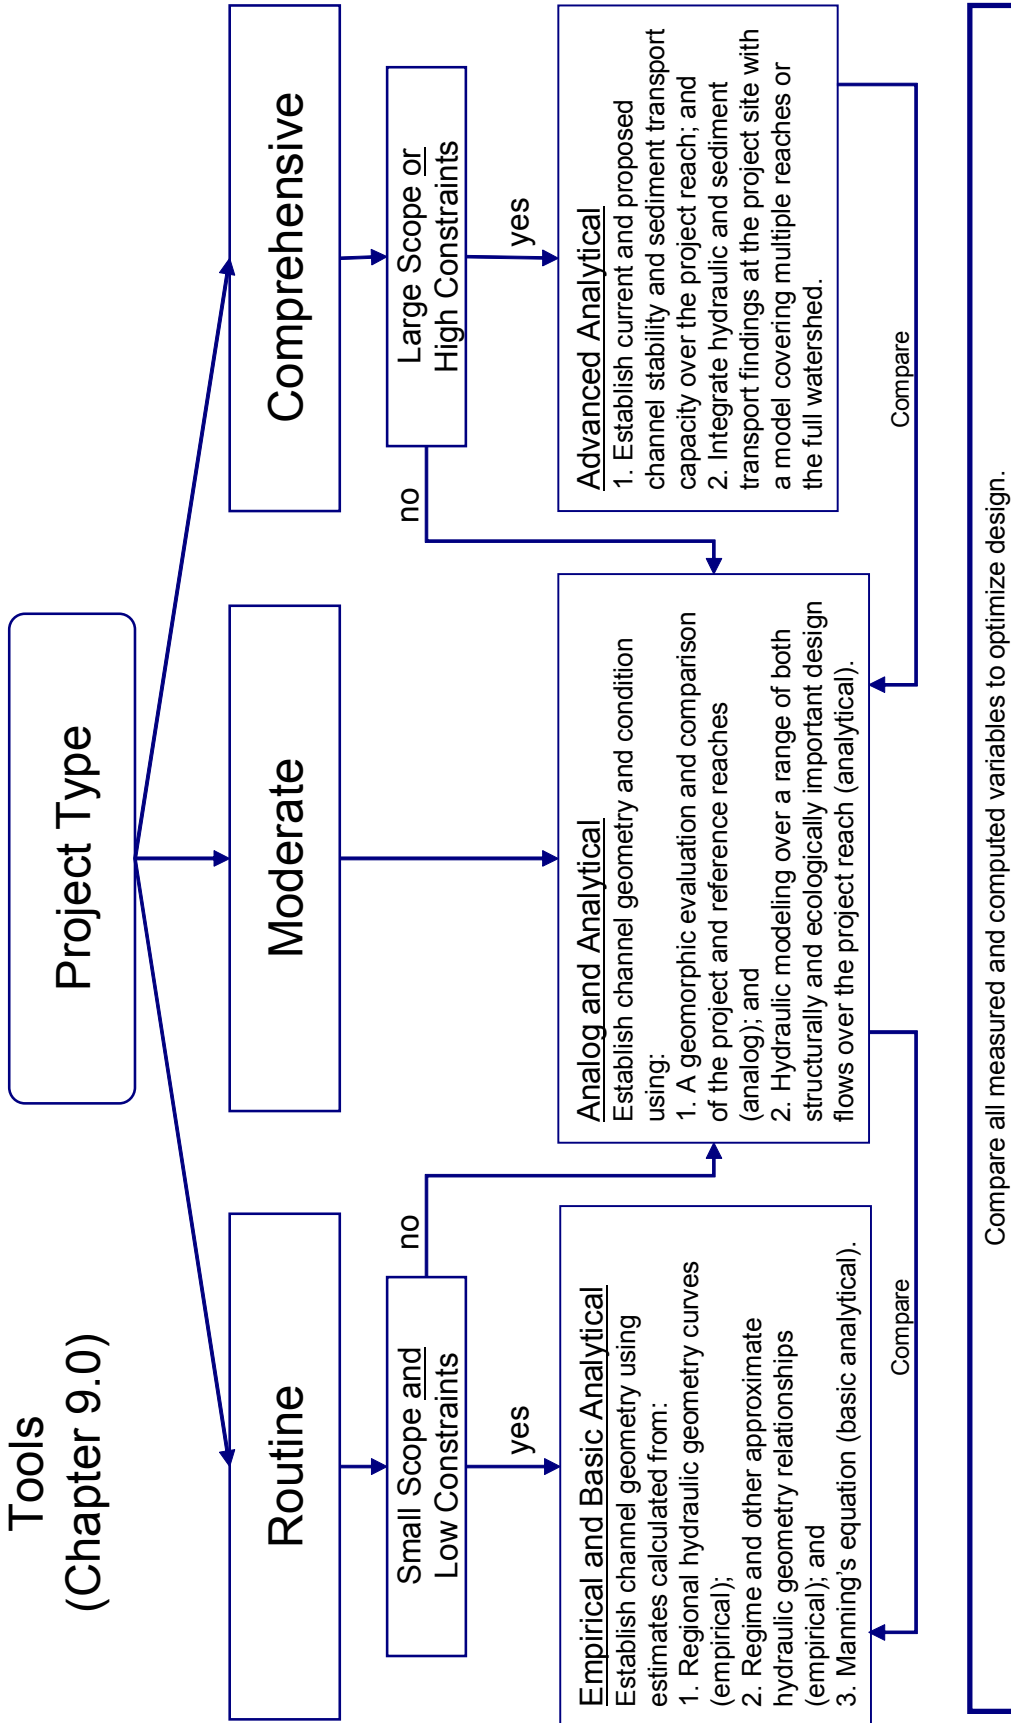 Tools
(Chapter 9.0)
Project Type
Routine
Moderate
Comprehensive
Small Scope and
Low Constraints
no
yes
Large Scope or
High Constraints
no
yes
Empirical and Basic Analytical
Establish channel geometry using
estimates calculated from:
1. Regional hydraulic geometry curves
(empirical);
2. Regime and other approximate
hydraulic geometry relationships
(empirical); and
3. Manning's equation (basic analytical).
Analog and Analytical
Establish channel geometry and condition
using:
1. A geomorphic evaluation and comparison
of the project and reference reaches
(analog); and
2. Hydraulic modeling over a range of both
structurally and ecologically important design
flows over the project reach (analytical).
Advanced Analytical
1. Establish current and proposed
channel stability and sediment transport
capacity over the project reach; and
2. Integrate hydraulic and sediment
transport findings at the project site with
a model covering multiple reaches or
the full watershed.
Compare
Compare
Compare all measured and computed variables to optimize design.